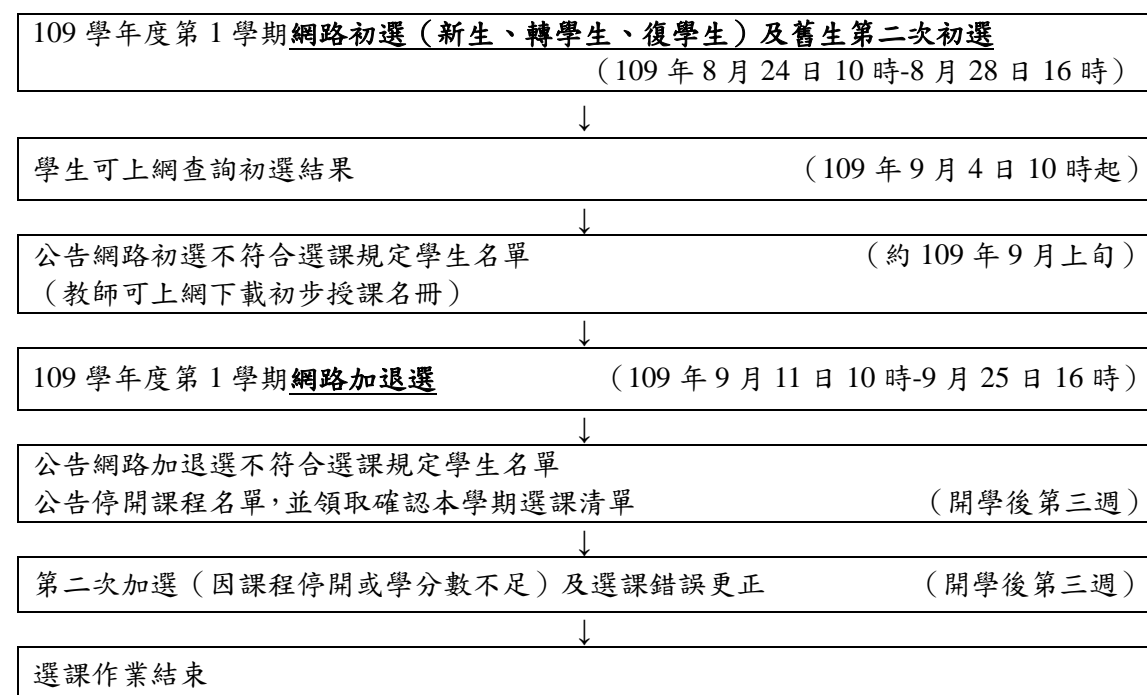 109 學年度第 1 學期網路初選（新生、轉學生、復學生）及舊生第二次初選
（109 年 8 月 24 日 10 時-8 月 28 日 16 時）
↓
學生可上網查詢初選結果 （109 年 9 月 4 日 10 時起）
↓
公告網路初選不符合選課規定學生名單 （約 109 年 9 月上旬）
（教師可上網下載初步授課名冊）
↓
109 學年度第 1 學期網路加退選 （109 年 9 月 11 日 10 時-9 月 25 日 16 時）
↓
公告網路加退選不符合選課規定學生名單
公告停開課程名單，並領取確認本學期選課清單 （開學後第三週）
↓
第二次加選（因課程停開或學分數不足）及選課錯誤更正 （開學後第三週）
↓
選課作業結束